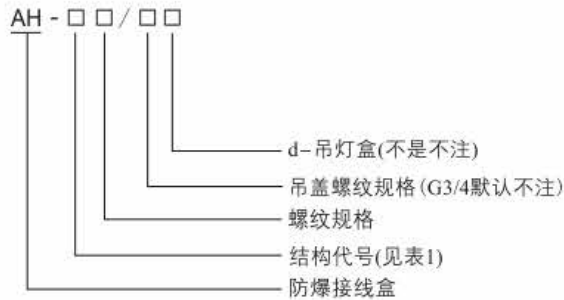 AH-□□/□□
d-吊灯盒(不是不注)
吊盖螺纹规格(G3/4默认不注)
螺纹规格
结构代号(见表1)
防爆接线盒